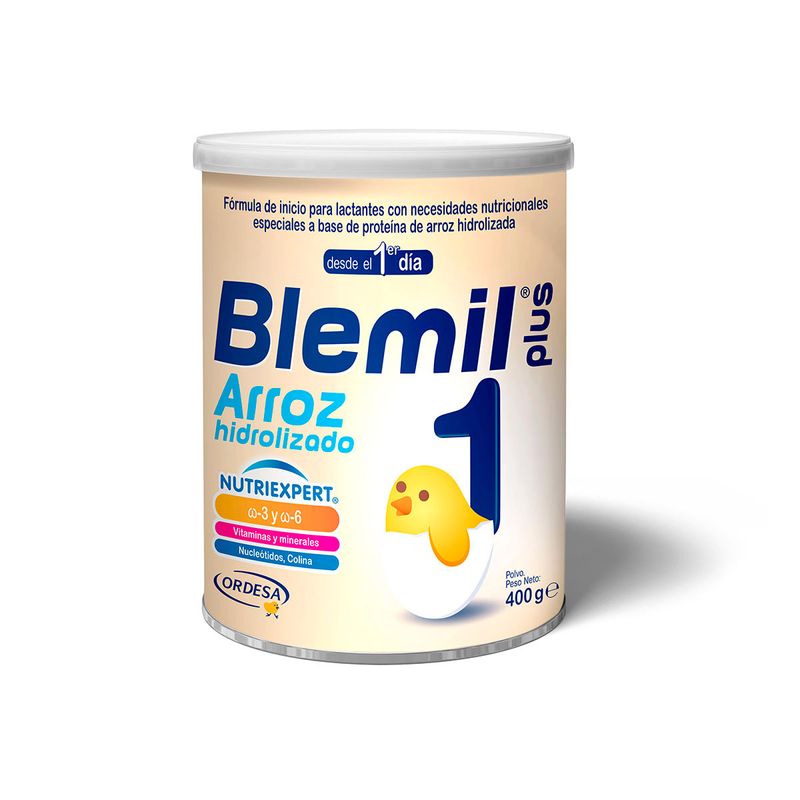 Fórmula de inicio para lactantes con necesidades nutricionales
especiales a base de proteína de arroz hidrolizada
desde el 1er día
Blemil® plus
Arroz
hidrolizado
1
NUTRIEXPERT®
ω-3 y ω-6
Vitaminas y minerales
Nucleótidos, Colina
ORDESA
Polvo.
Peso Neto:
400 g ℮